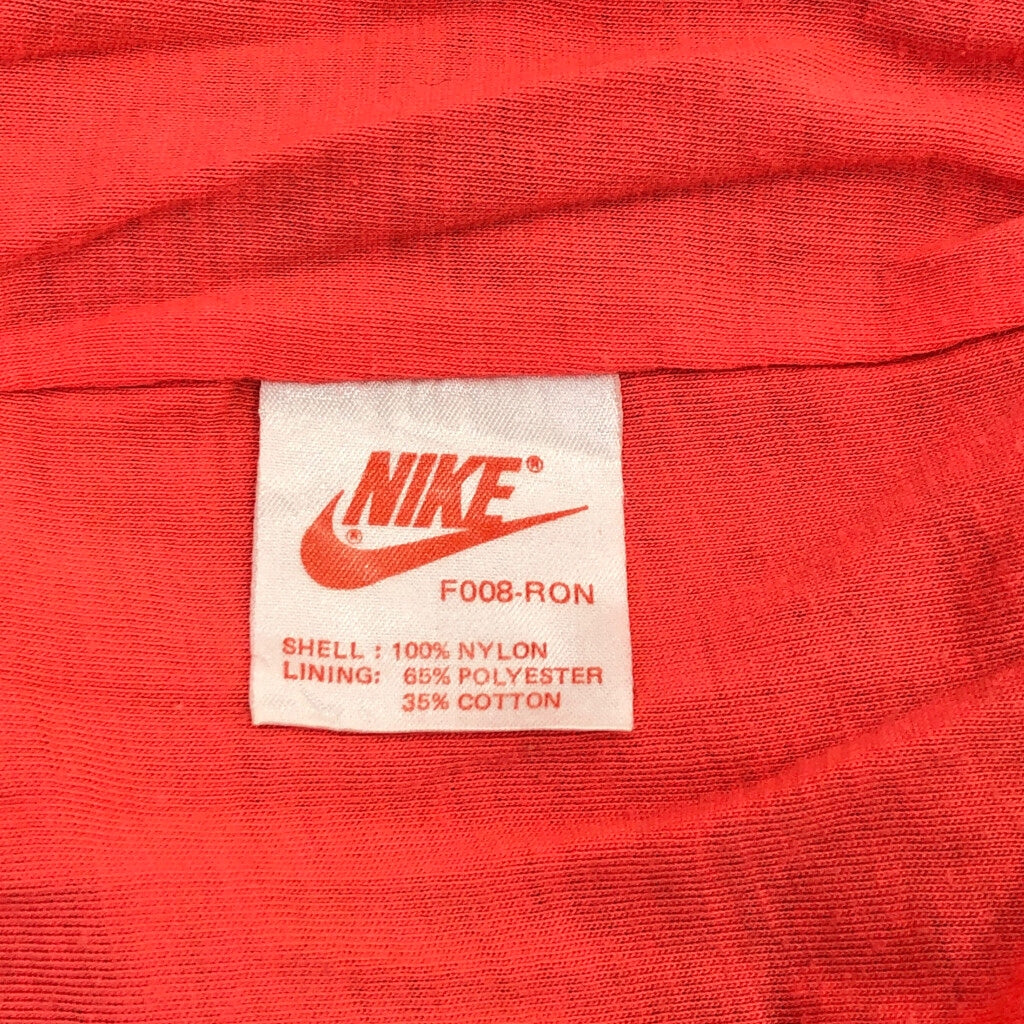 NIKE®
®
F008-RON
SHELL : 100% NYLON
LINING: 65% POLYESTER
35% COTTON